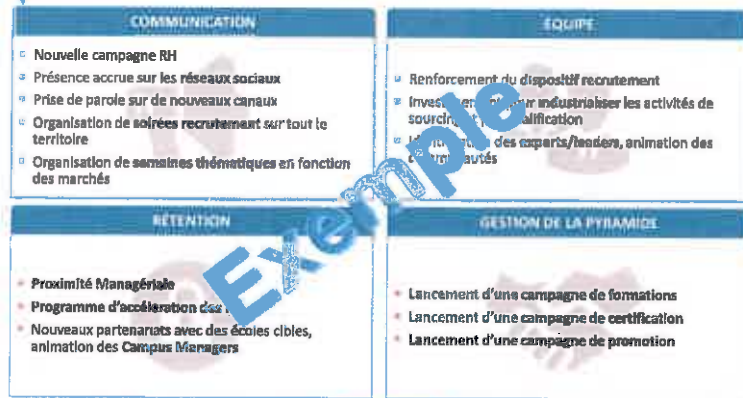 COMMUNICATION
Nouvelle campagne RH
Présence accrue sur les réseaux sociaux
Prise de parole sur de nouveaux canaux
Organisation de soirées recrutement sur tout le
territoire
Organisation de semaines thématiques en fonction
des marchés
EQUIPE
Renforcement du dispositif recrutement
industrialiser les activités de
sourcing
des experts/leaders, animation des
RÉTENTION
Proximité Managériale
Programme d'accélération des
Nouveaux partenariats avec des écoles cibles,
animation des Campus Managers
GESTION DE LA PYRAMIDE
Lancement d'une campagne de formations
Lancement d'une campagne de certification
Lancement d'une campagne de promotion
Exemple